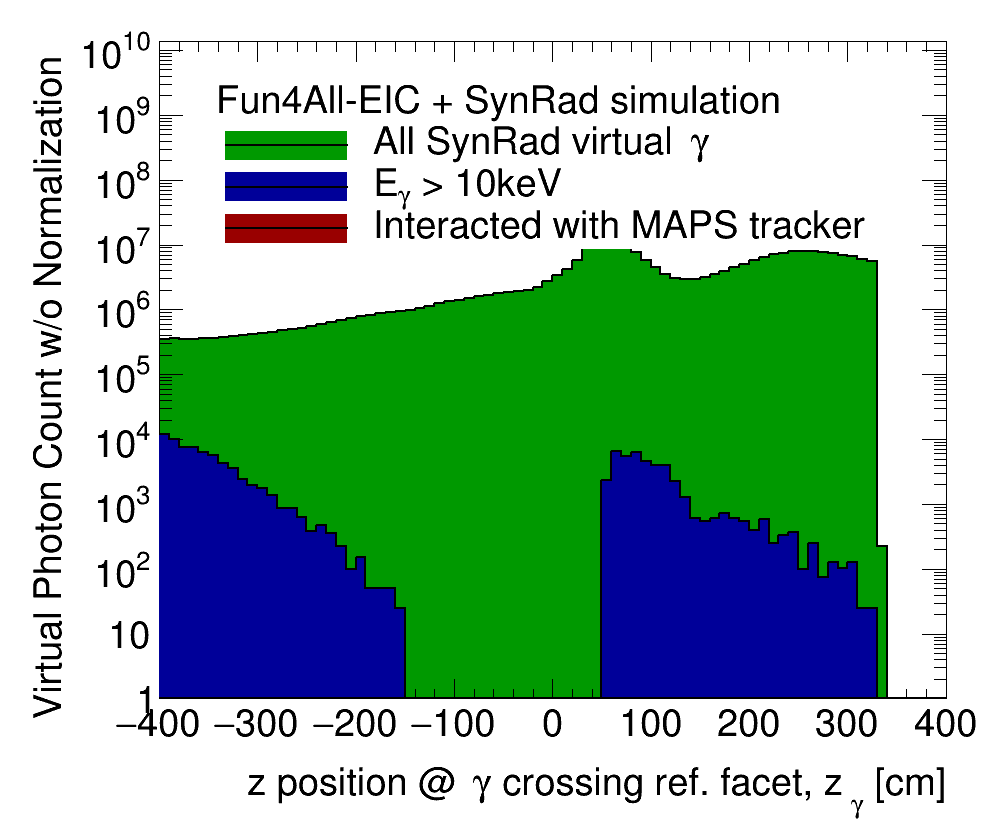 Virtual Photon Count w/o Normalization
10^10
10^9
10^8
10^7
10^6
10^5
10^4
10^3
10^2
10
1
Fun4All-EIC + SynRad simulation
All SynRad virtual γ
E_γ > 10keV
Interacted with MAPS tracker
−400 −300 −200 −100 0 100 200 300 400
z position @ γ crossing ref. facet, z_γ [cm]